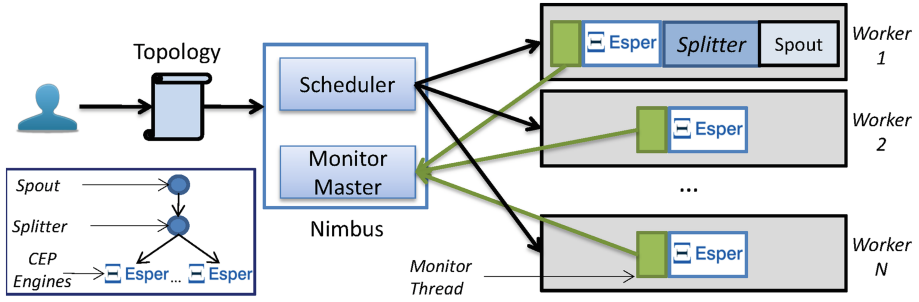 Topology
Scheduler
Monitor
Master
Nimbus
Esper
Splitter
Spout
Worker
1
Esper
Worker
2
...
Esper
Worker
N
Monitor
Thread
Spout
Splitter
CEP
Engines
Esper ... Esper